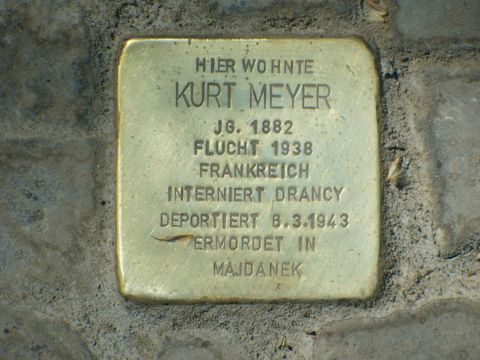 HIER WOHNTE
KURT MEYER
JG. 1882
FLUCHT 1938
FRANKREICH
INTERNIERT DRANCY
DEPORTIERT 6.3.1943
ERMORDET IN
MAJDANEK